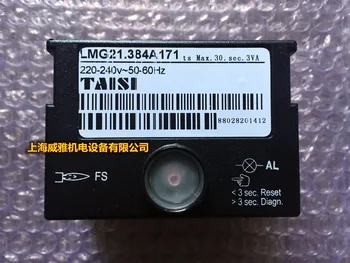 LMG21.384A171 ts Max.30.sec.3VA
220-240v~50-60Hz
TAISI
88028201412
上海威雅机电设备有限公司
FS
AL
< 3 sec. Reset
> 3 sec. Diagn.